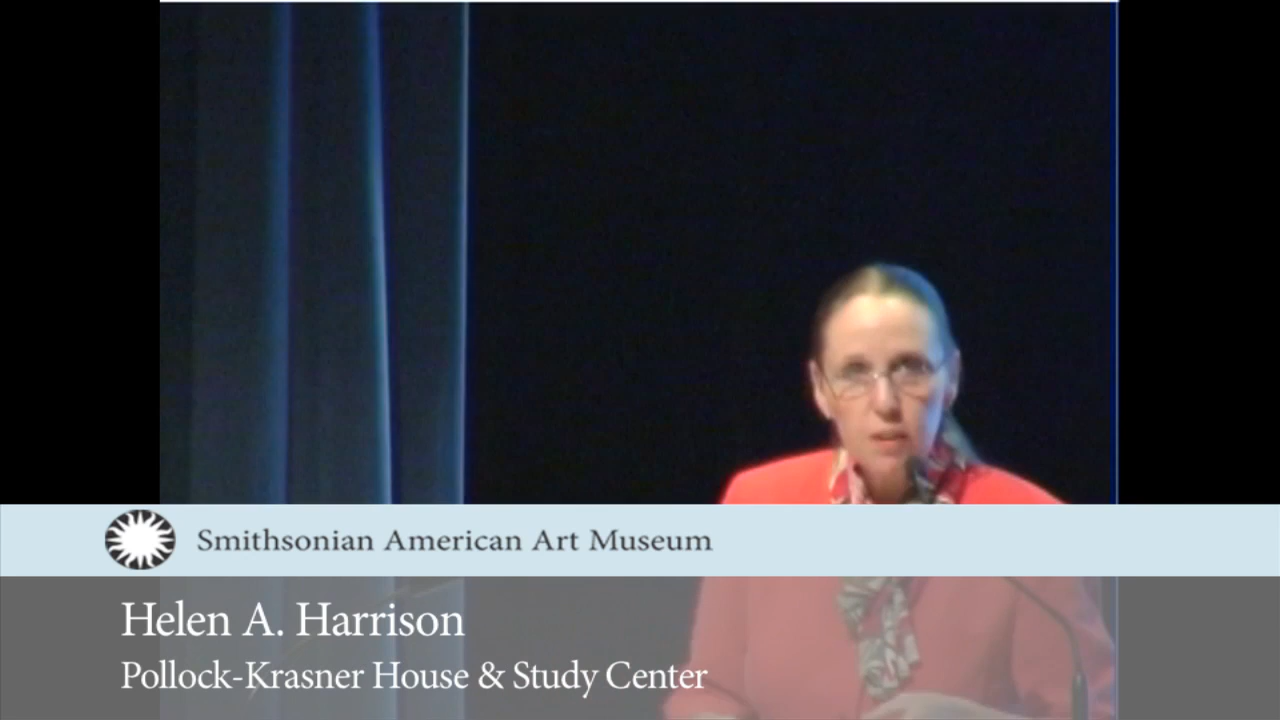 Smithsonian American Art Museum
Helen A. Harrison
Pollock-Krasner House & Study Center